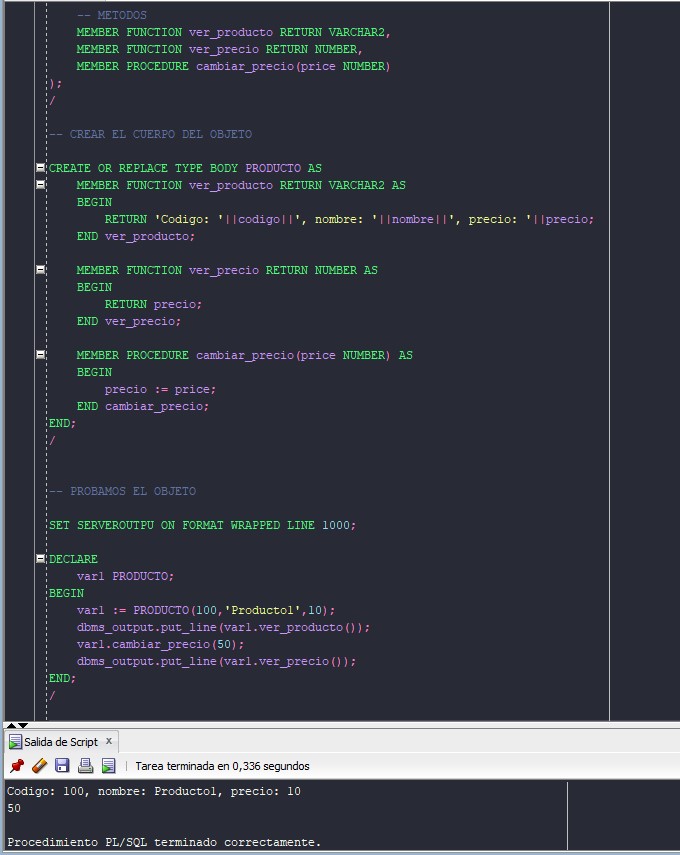 -- METODOS
MEMBER FUNCTION ver_producto RETURN VARCHAR2,
MEMBER FUNCTION ver_precio RETURN NUMBER,
MEMBER PROCEDURE cambiar_precio(price NUMBER)
);
/
-- CREAR EL CUERPO DEL OBJETO
CREATE OR REPLACE TYPE BODY PRODUCTO AS
MEMBER FUNCTION ver_producto RETURN VARCHAR2 AS
BEGIN
RETURN 'Codigo: '||codigo||', nombre: '||nombre||', precio: '||precio;
END ver_producto;
MEMBER FUNCTION ver_precio RETURN NUMBER AS
BEGIN
RETURN precio;
END ver_precio;
MEMBER PROCEDURE cambiar_precio(price NUMBER) AS
BEGIN
precio := price;
END cambiar_precio;
END;
/
-- PROBAMOS EL OBJETO
SET SERVEROUTPU ON FORMAT WRAPPED LINE 1000;
DECLARE
var1 PRODUCTO;
BEGIN
var1 := PRODUCTO(100,'Producto1',10);
dbms_output.put_line(var1.ver_producto());
var1.cambiar_precio(50);
dbms_output.put_line(var1.ver_precio());
END;
/
Salida de Script x
Tarea terminada en 0,336 segundos
Codigo: 100, nombre: Producto1, precio: 10
50
Procedimiento PL/SQL terminado correctamente.